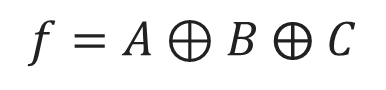 f = A ⊕ B ⊕ C